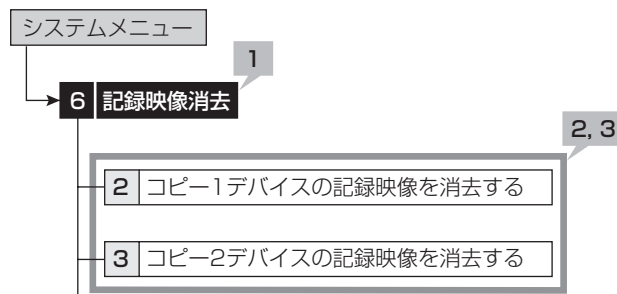 システムメニュー
1
6 記録映像消去
2, 3
2 コピー1デバイスの記録映像を消去する
3 コピー2デバイスの記録映像を消去する